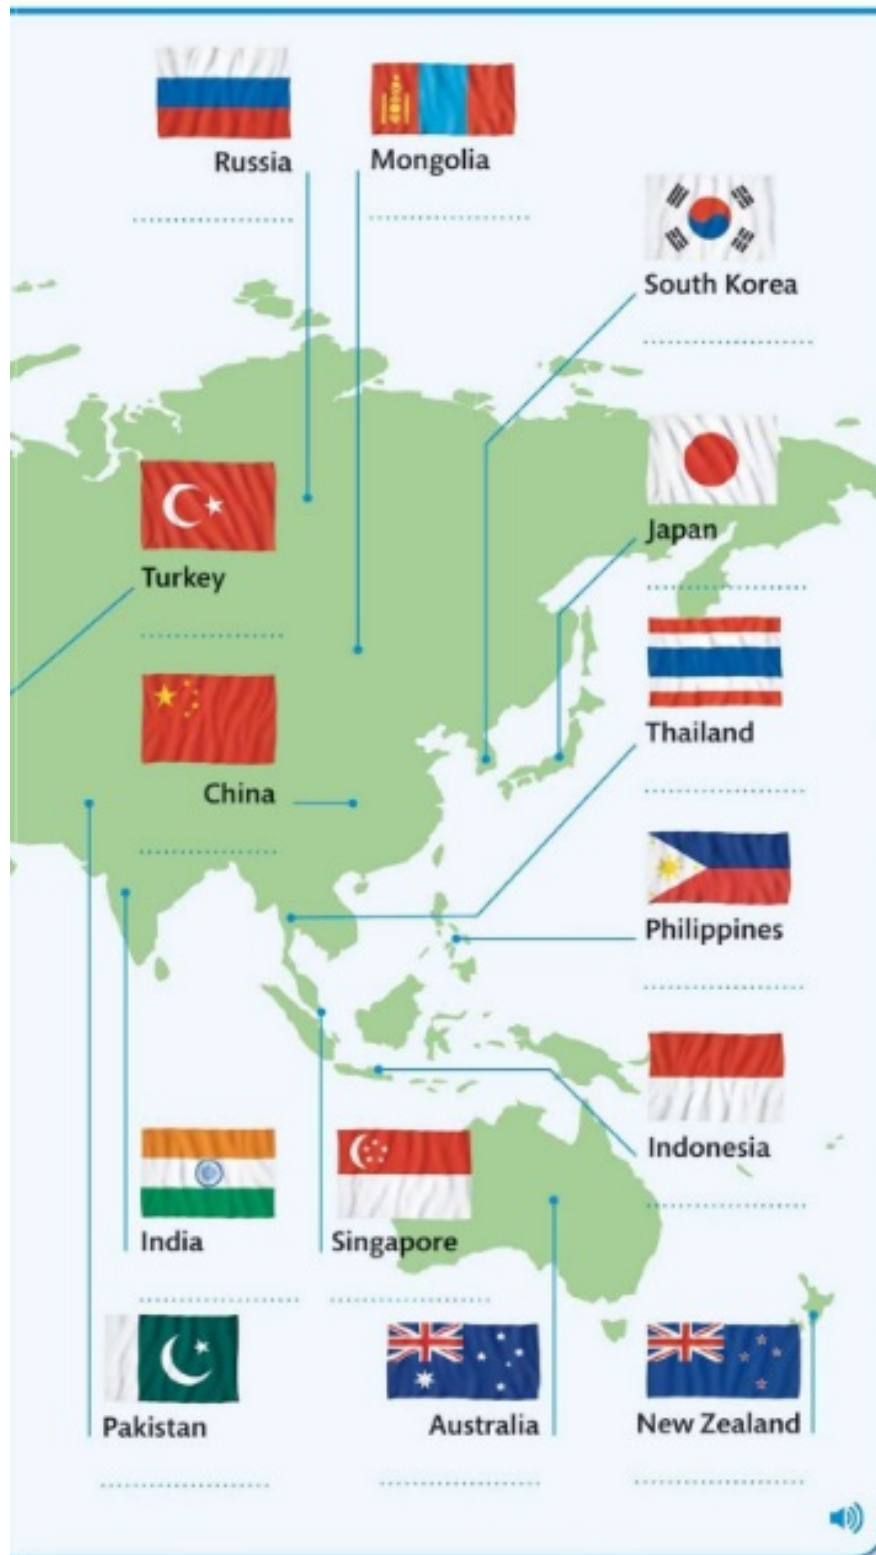 Russia
Mongolia
South Korea
Turkey
Japan
China
Thailand
Philippines
Indonesia
India
Singapore
Pakistan
Australia
New Zealand